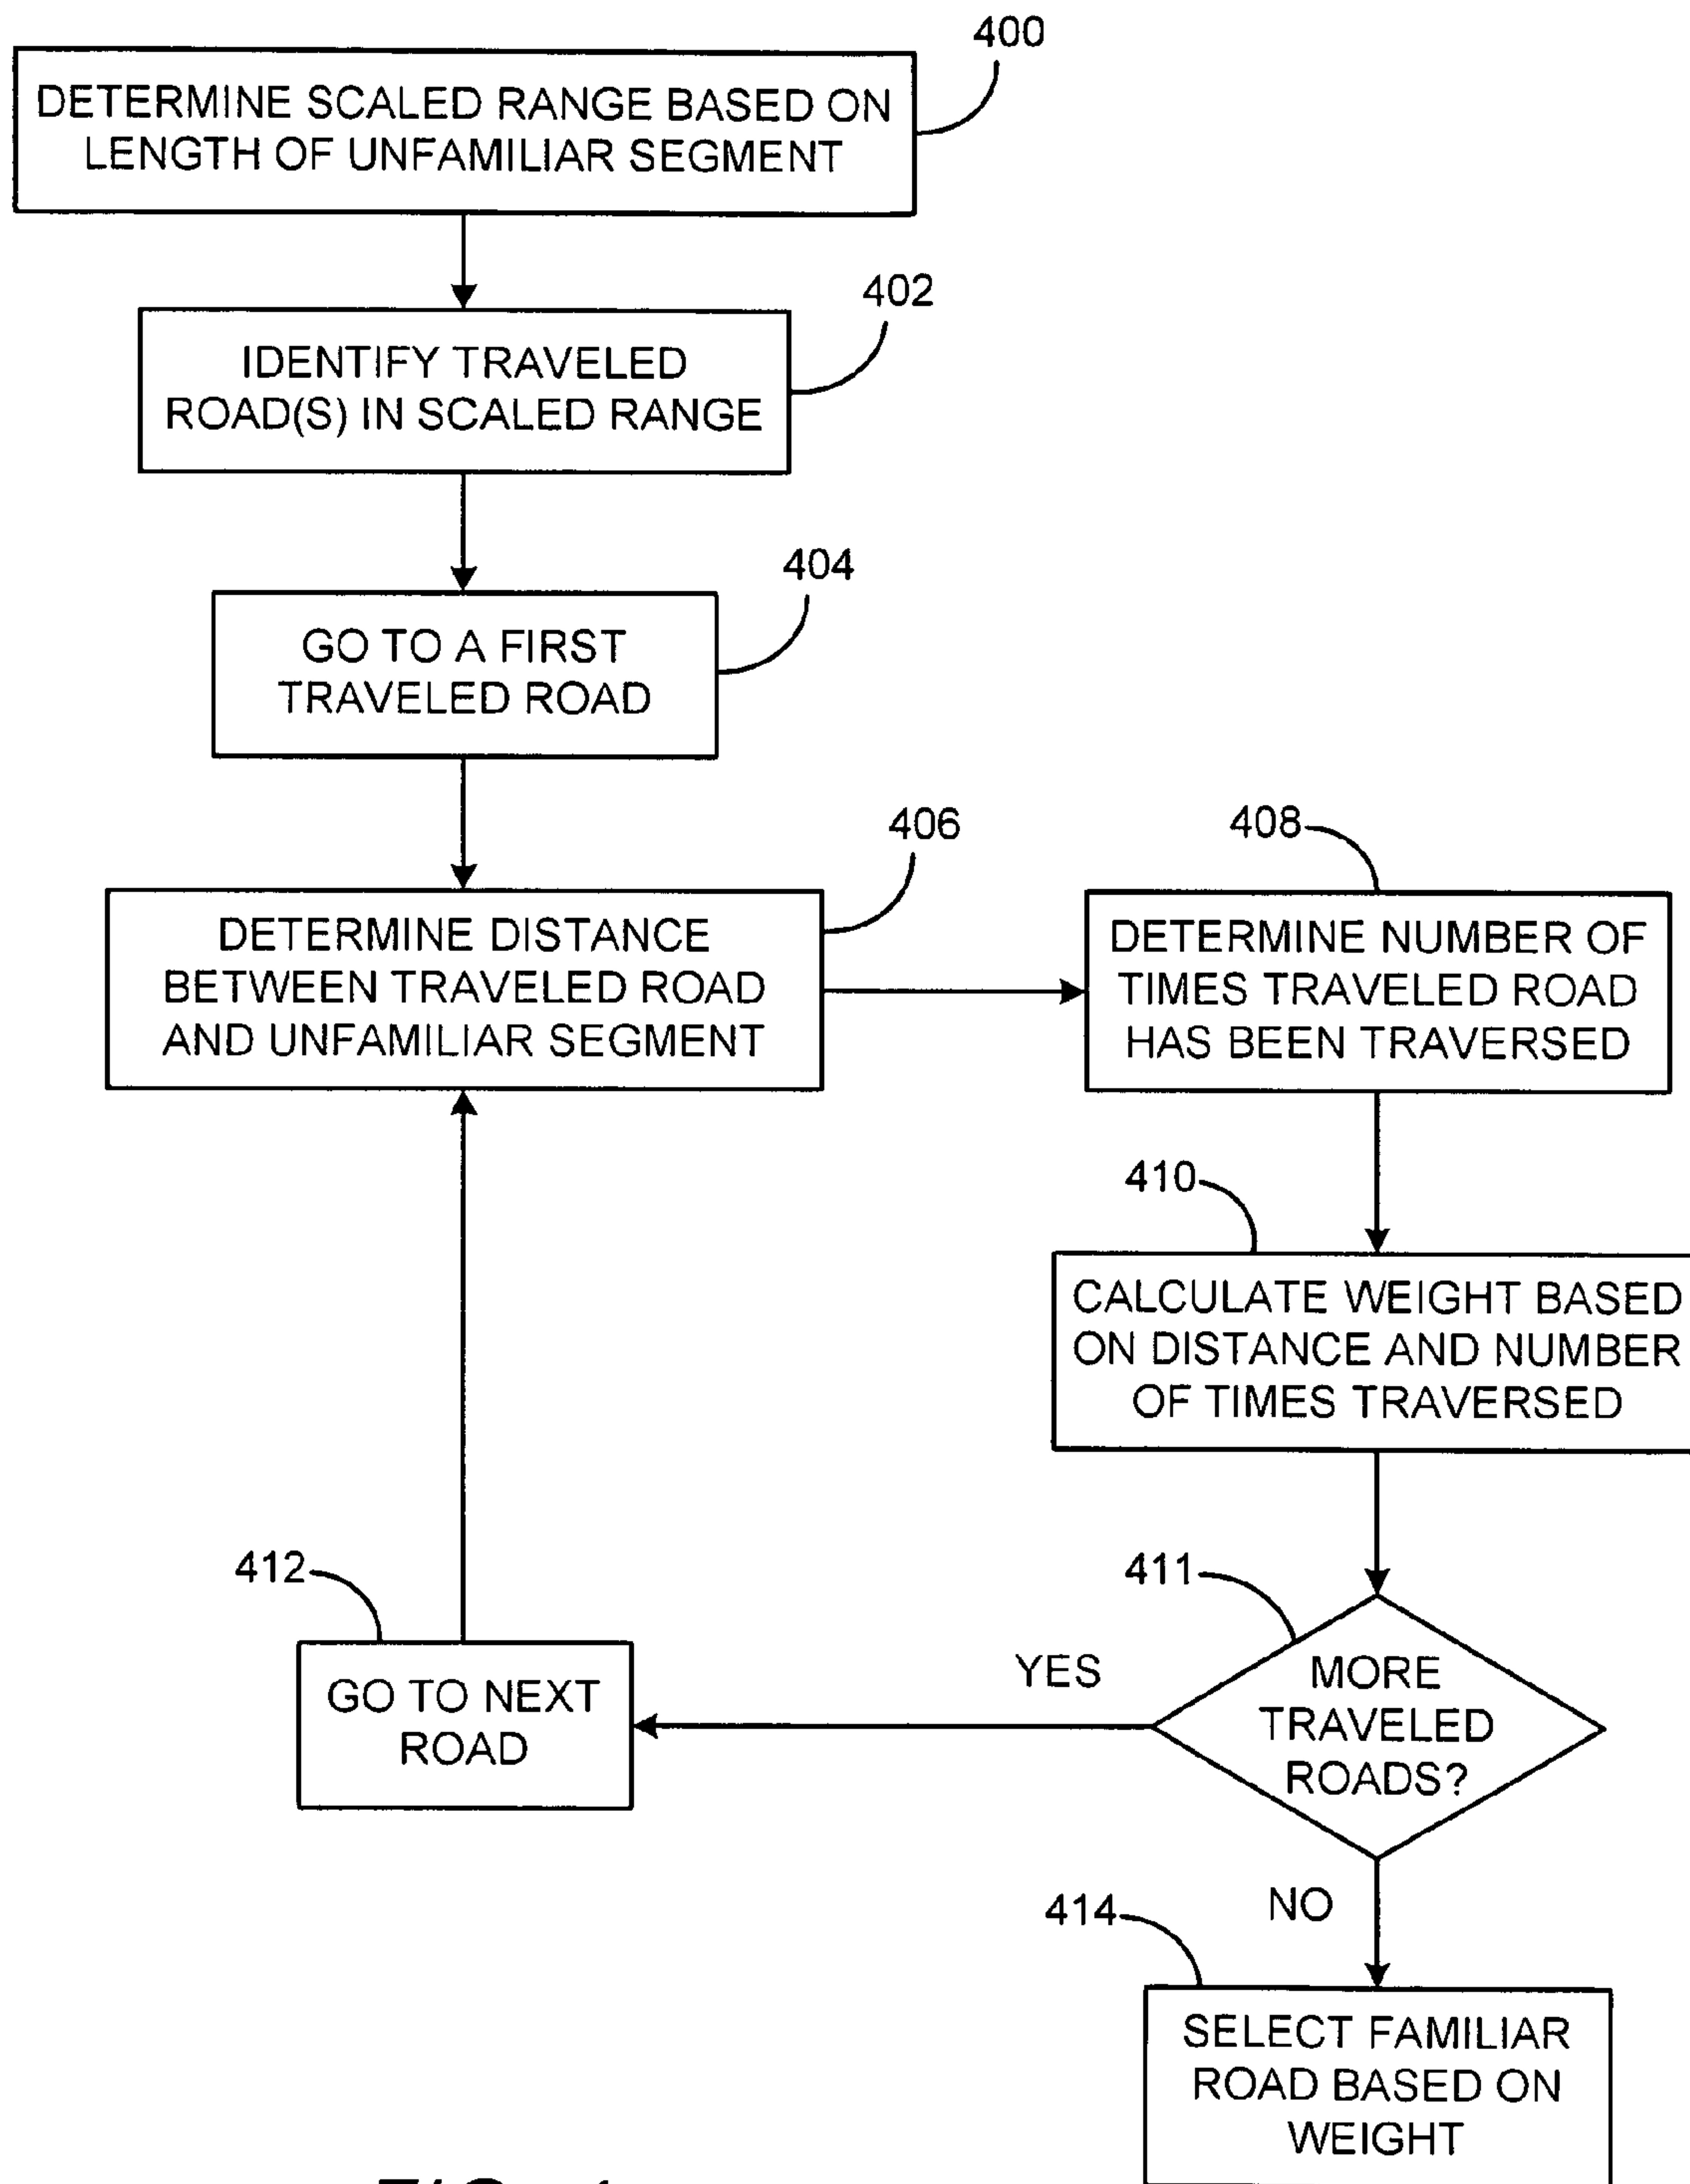 400
DETERMINE SCALED RANGE BASED ON
LENGTH OF UNFAMILIAR SEGMENT
402
IDENTIFY TRAVELED
ROAD(S) IN SCALED RANGE
404
GO TO A FIRST
TRAVELED ROAD
406
DETERMINE DISTANCE
BETWEEN TRAVELED ROAD
AND UNFAMILIAR SEGMENT
408
DETERMINE NUMBER OF
TIMES TRAVELED ROAD
HAS BEEN TRAVERSED
410
CALCULATE WEIGHT BASED
ON DISTANCE AND NUMBER
OF TIMES TRAVERSED
411
MORE
TRAVELED
ROADS?
YES
412
GO TO NEXT
ROAD
NO
414
SELECT FAMILIAR
ROAD BASED ON
WEIGHT